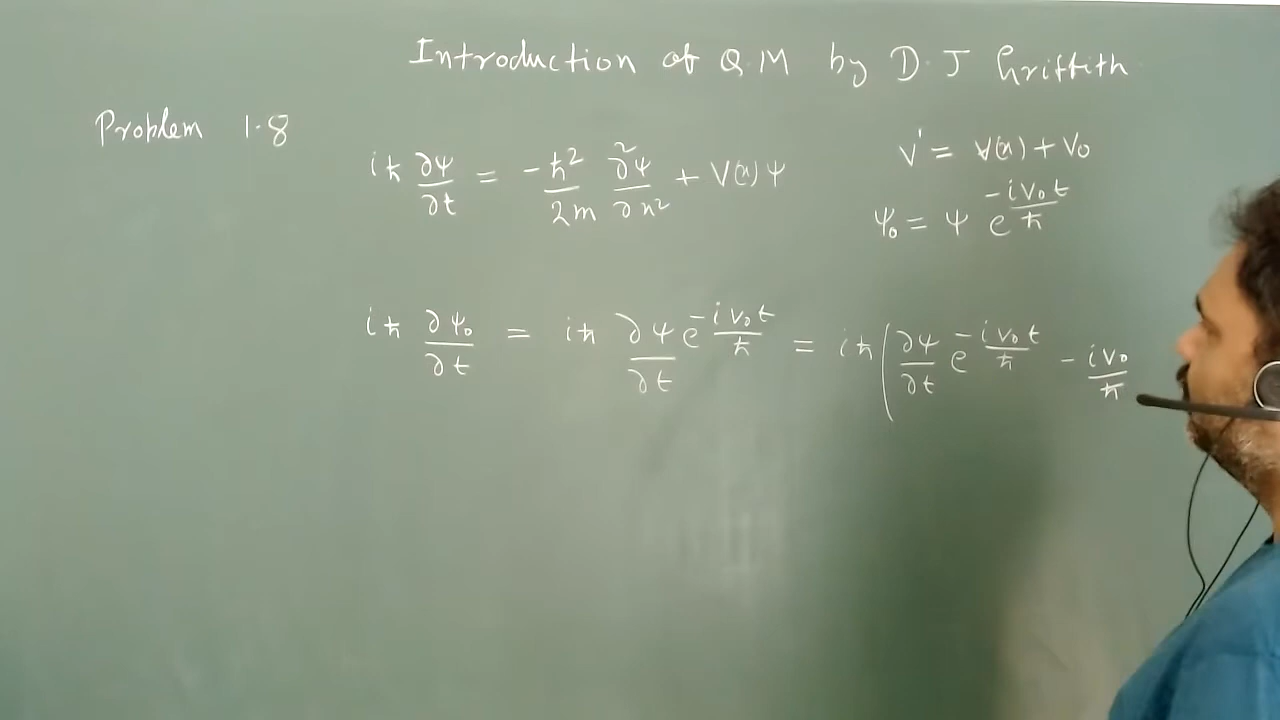 Introduction of Q.M by D.J Griffith
Problem 1.8
iħ ∂Ψ/∂t = -ħ²/2m ∂²Ψ/∂x² + V(x)Ψ
V' = V(x) + V₀
Ψ₀ = Ψ e^(-iV₀t/ħ)
iħ ∂Ψ₀/∂t = iħ ∂Ψ e^(-iV₀t/ħ)/∂t = iħ(∂Ψ/∂t e^(-iV₀t/ħ) - iV₀/ħ